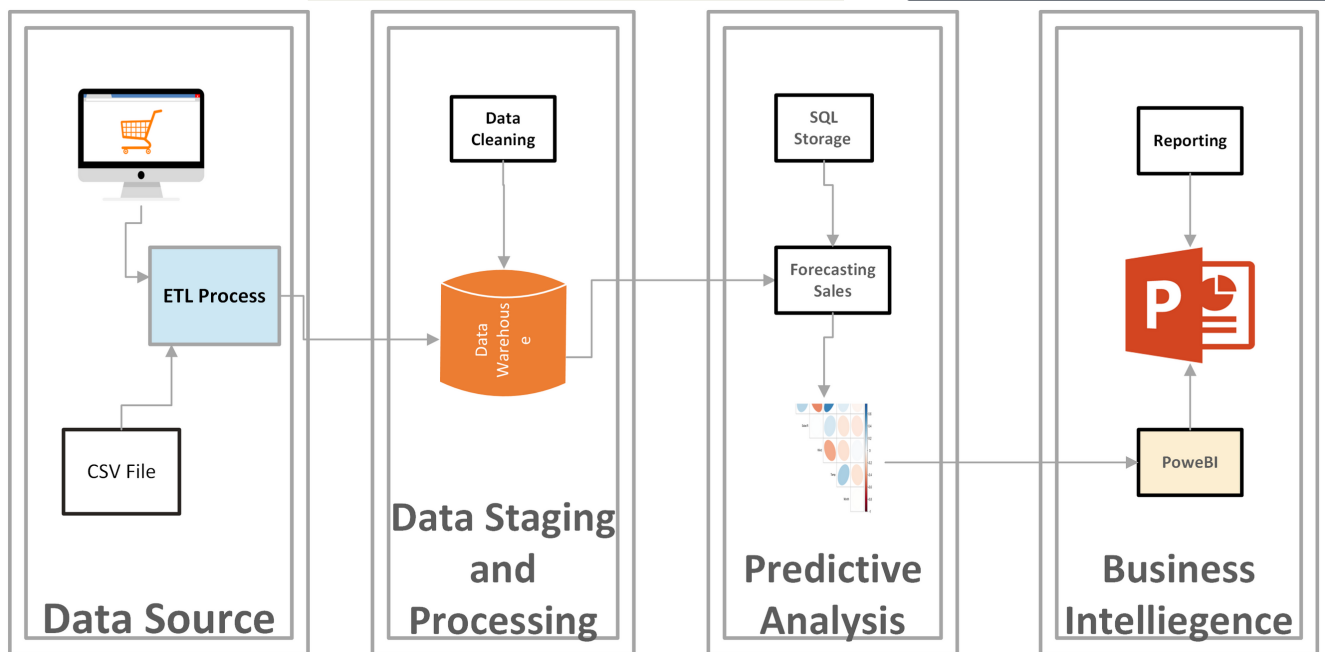 ETL Process
CSV File
Data Source
Data
Cleaning
Data
Warehous
e
Data Staging
and
Processing
SQL
Storage
Forecasting
Sales
Predictive
Analysis
Reporting
P
PoweBI
Business
Intelliegence